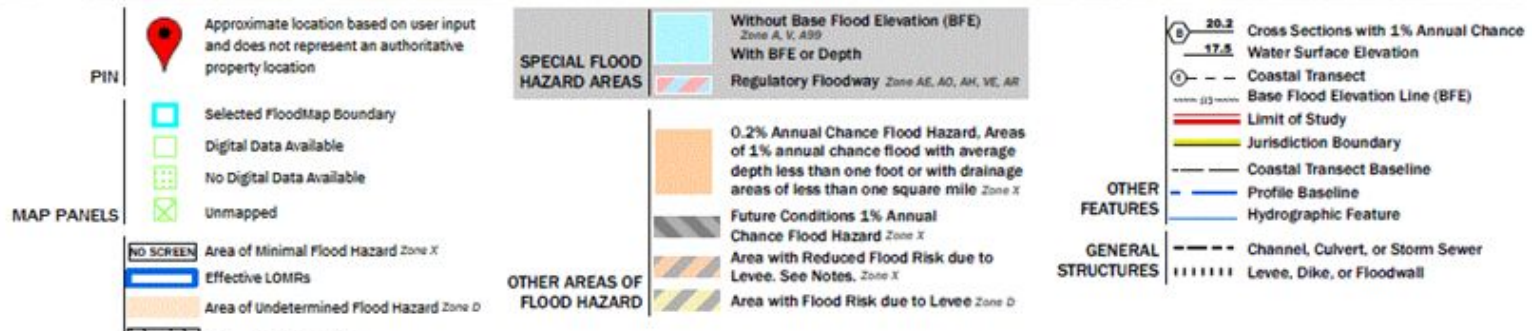 PIN
Approximate location based on user input
and does not represent an authoritative
property location
MAP PANELS
Selected FloodMap Boundary
Digital Data Available
No Digital Data Available
Unmapped
NO SCREEN Area of Minimal Flood Hazard Zone X
Effective LOMRs
Area of Undetermined Flood Hazard Zone D
SPECIAL FLOOD
HAZARD AREAS
Without Base Flood Elevation (BFE)
Zone A, V, A99
With BFE or Depth
Regulatory Floodway Zone AE, AO, AH, VE, AR
OTHER AREAS OF
FLOOD HAZARD
0.2% Annual Chance Flood Hazard, Areas
of 1% annual chance flood with average
depth less than one foot or with drainage
areas of less than one square mile Zone X
Future Conditions 1% Annual
Chance Flood Hazard Zone X
Area with Reduced Flood Risk due to
Levee. See Notes. Zone X
Area with Flood Risk due to Levee Zone D
OTHER
FEATURES
B 20.2 Cross Sections with 1% Annual Chance
17.5 Water Surface Elevation
Coastal Transect
Base Flood Elevation Line (BFE)
Limit of Study
Jurisdiction Boundary
Coastal Transect Baseline
Profile Baseline
Hydrographic Feature
GENERAL
STRUCTURES
Channel, Culvert, or Storm Sewer
Levee, Dike, or Floodwall